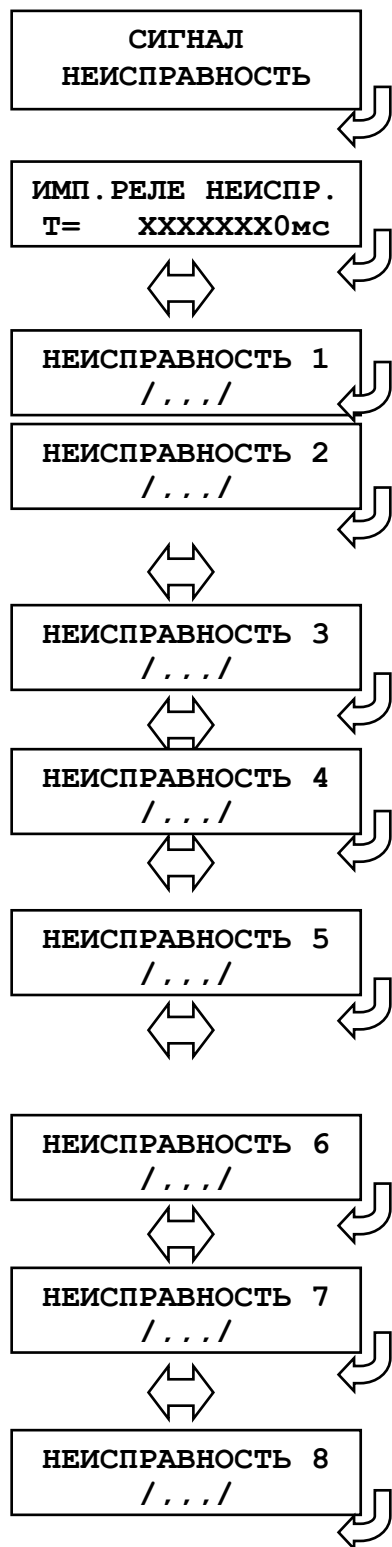 СИГНАЛ
НЕИСПРАВНОСТЬ
ИМП.РЕЛЕ НЕИСПР.
Т= ХХХХХХХ0мс
НЕИСПРАВНОСТЬ 1
/,,,/
НЕИСПРАВНОСТЬ 2
/,,,/
НЕИСПРАВНОСТЬ 3
/,,,/
НЕИСПРАВНОСТЬ 4
/,,,/
НЕИСПРАВНОСТЬ 5
/,,,/
НЕИСПРАВНОСТЬ 6
/,,,/
НЕИСПРАВНОСТЬ 7
/,,,/
НЕИСПРАВНОСТЬ 8
/,,,/